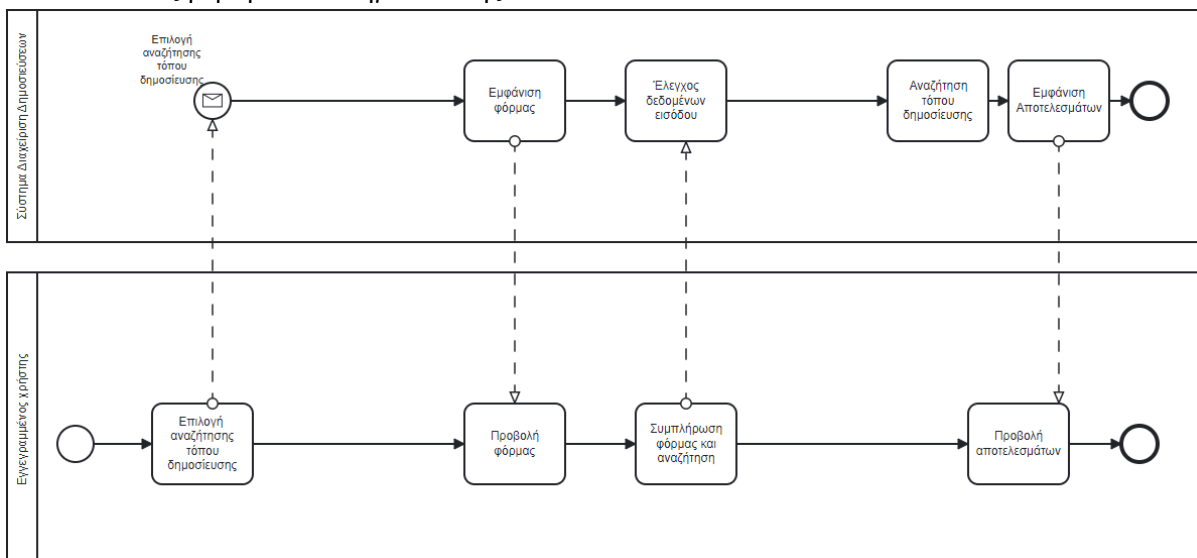 Σύστημα Διαχείριση Δημοσιεύσεων
Επιλογή
αναζήτησης
τόπου
δημοσίευσης
Εμφάνιση
φόρμας
Έλεγχος
δεδομένων
εισόδου
Αναζήτηση
τόπου
δημοσίευσης
Εμφάνιση
Αποτελεσμάτων
Εγγεγραμμένος Χρήστης
Επιλογή
αναζήτησης
τόπου
δημοσίευσης
Προβολή
φόρμας
Συμπλήρωση
φόρμας και
αναζήτηση
Προβολή
αποτελεσμάτων